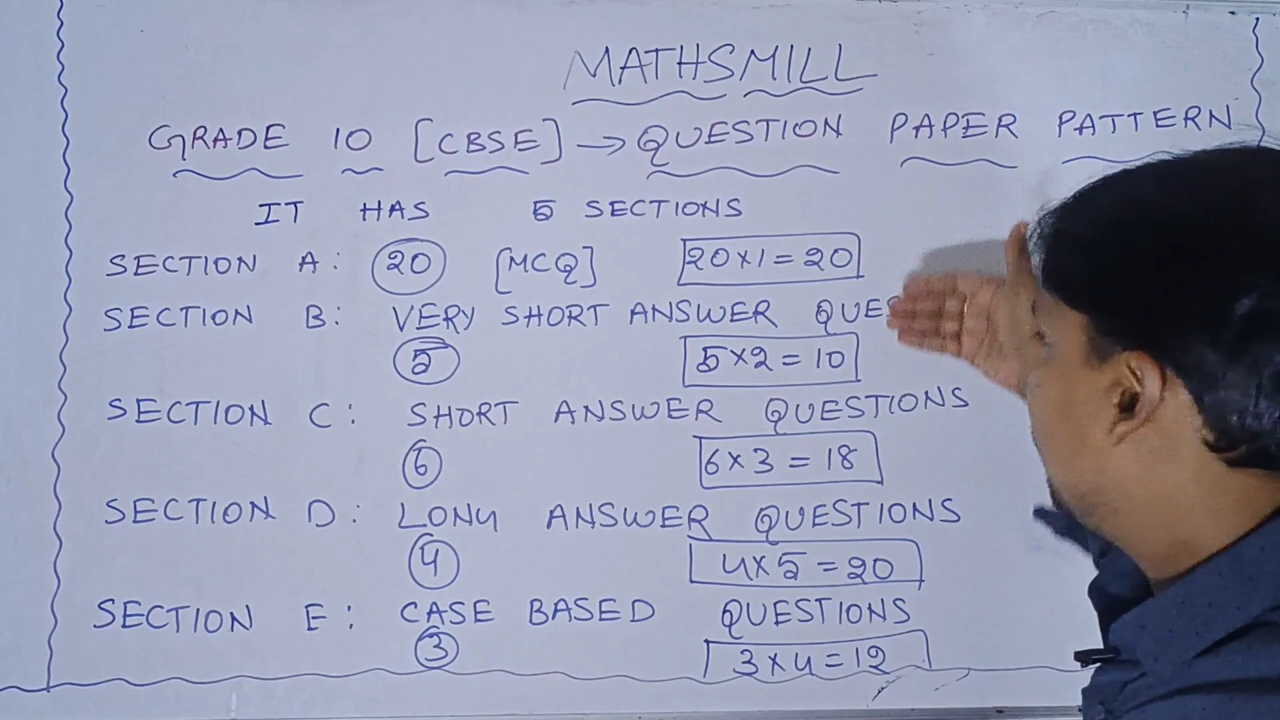 MATHSMILL
GRADE 10 [CBSE] → QUESTION PAPER PATTERN
IT HAS 5 SECTIONS
SECTION A: 20 [MCQ] 20×1=20
SECTION B: VERY SHORT ANSWER
5 5×2=10
SECTION C: SHORT ANSWER QUESTIONS
6 6×3=18
SECTION D: LONG ANSWER QUESTIONS
4 4×5=20
SECTION E: CASE BASED QUESTIONS
3 3×4=12